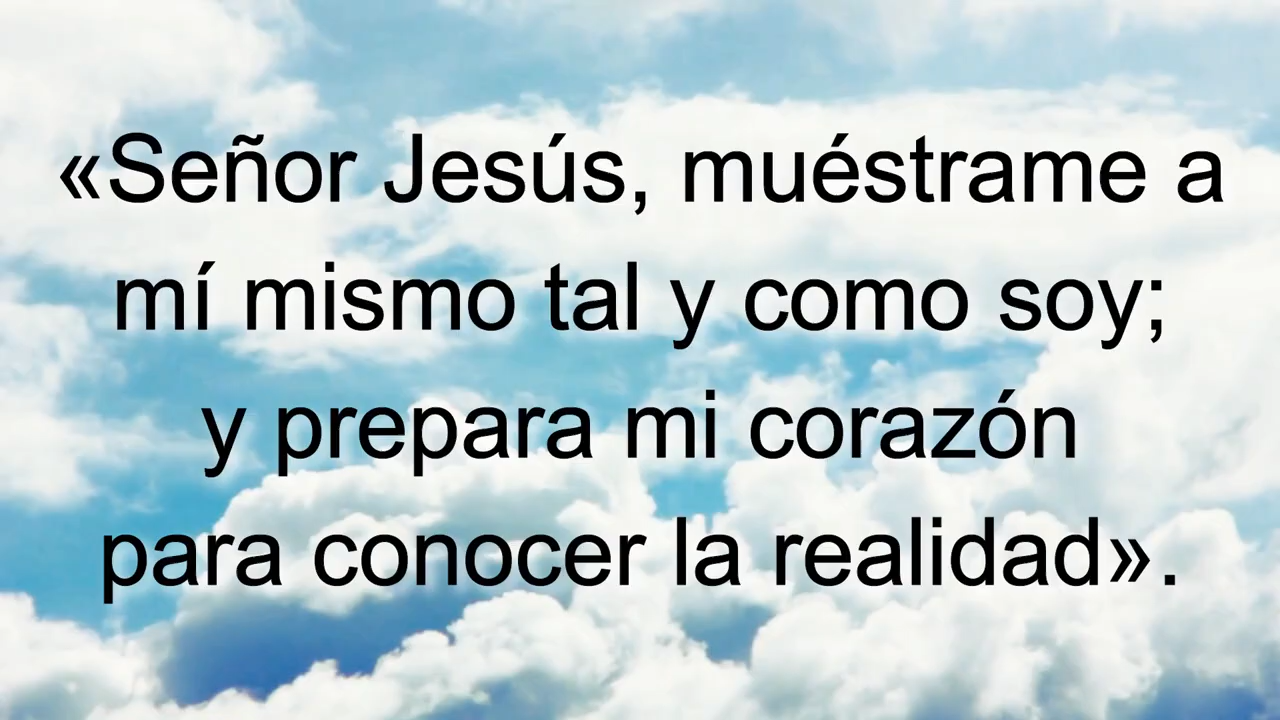 «Señor Jesús, muéstrame a
mí mismo tal y como soy;
y prepara mi corazón
para conocer la realidad».